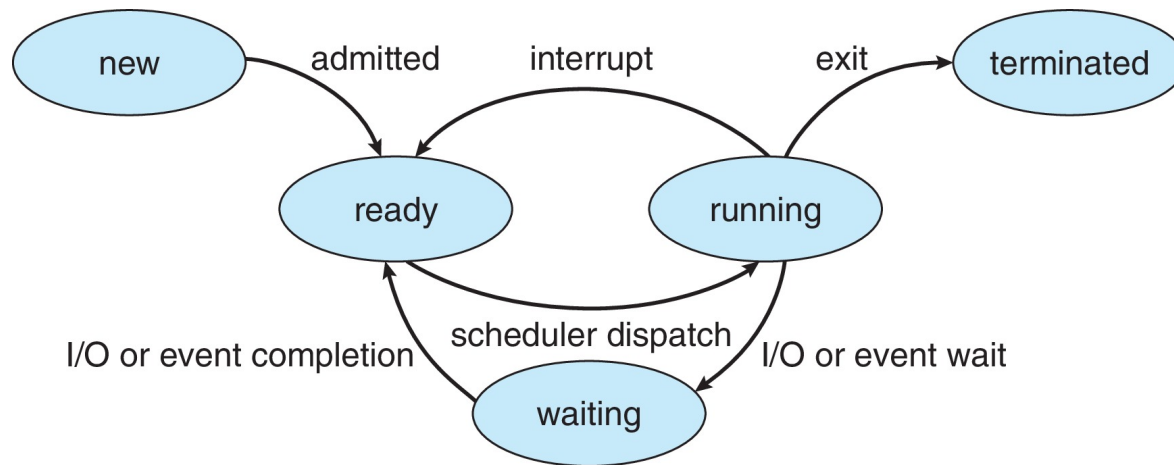 new
admitted
interrupt
exit
terminated
ready
running
scheduler dispatch
I/O or event completion
I/O or event wait
waiting